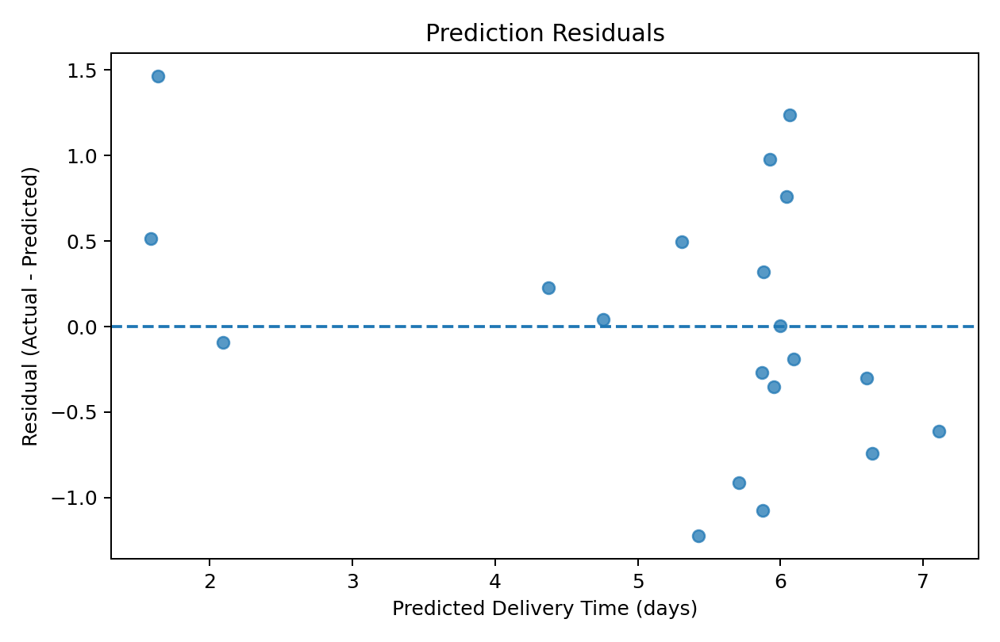 Prediction Residuals
Residual (Actual - Predicted)
1.5
1.0
0.5
0.0
−0.5
−1.0
2 3 4 5 6 7
Predicted Delivery Time (days)